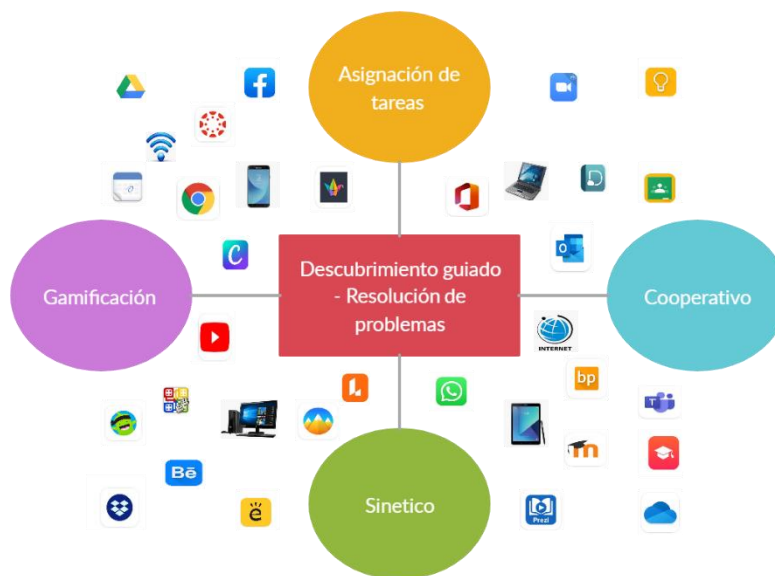 Asignación de
tareas
Gamificación
Descubrimiento guiado
- Resolución de
problemas
Cooperativo
INTERNET
bp
Bē
Prezi
Sinetico